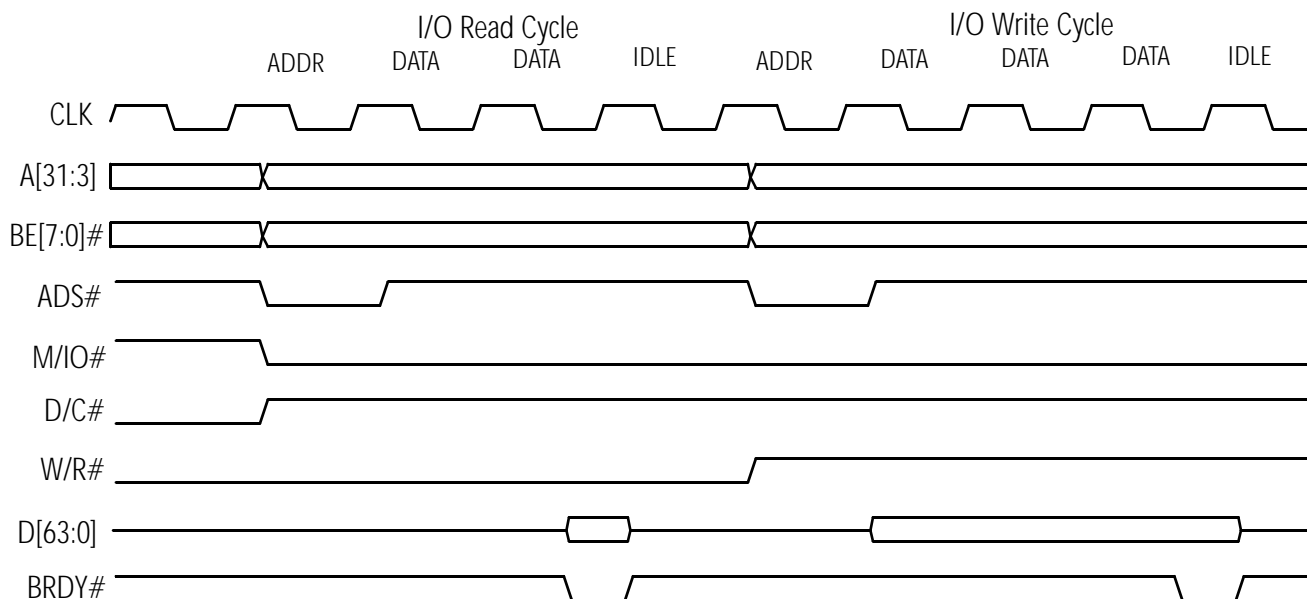 I/O Read Cycle
I/O Write Cycle
ADDR DATA DATA IDLE ADDR DATA DATA DATA IDLE
CLK
A[31:3]
BE[7:0]#
ADS#
M/IO#
D/C#
W/R#
D[63:0]
BRDY#